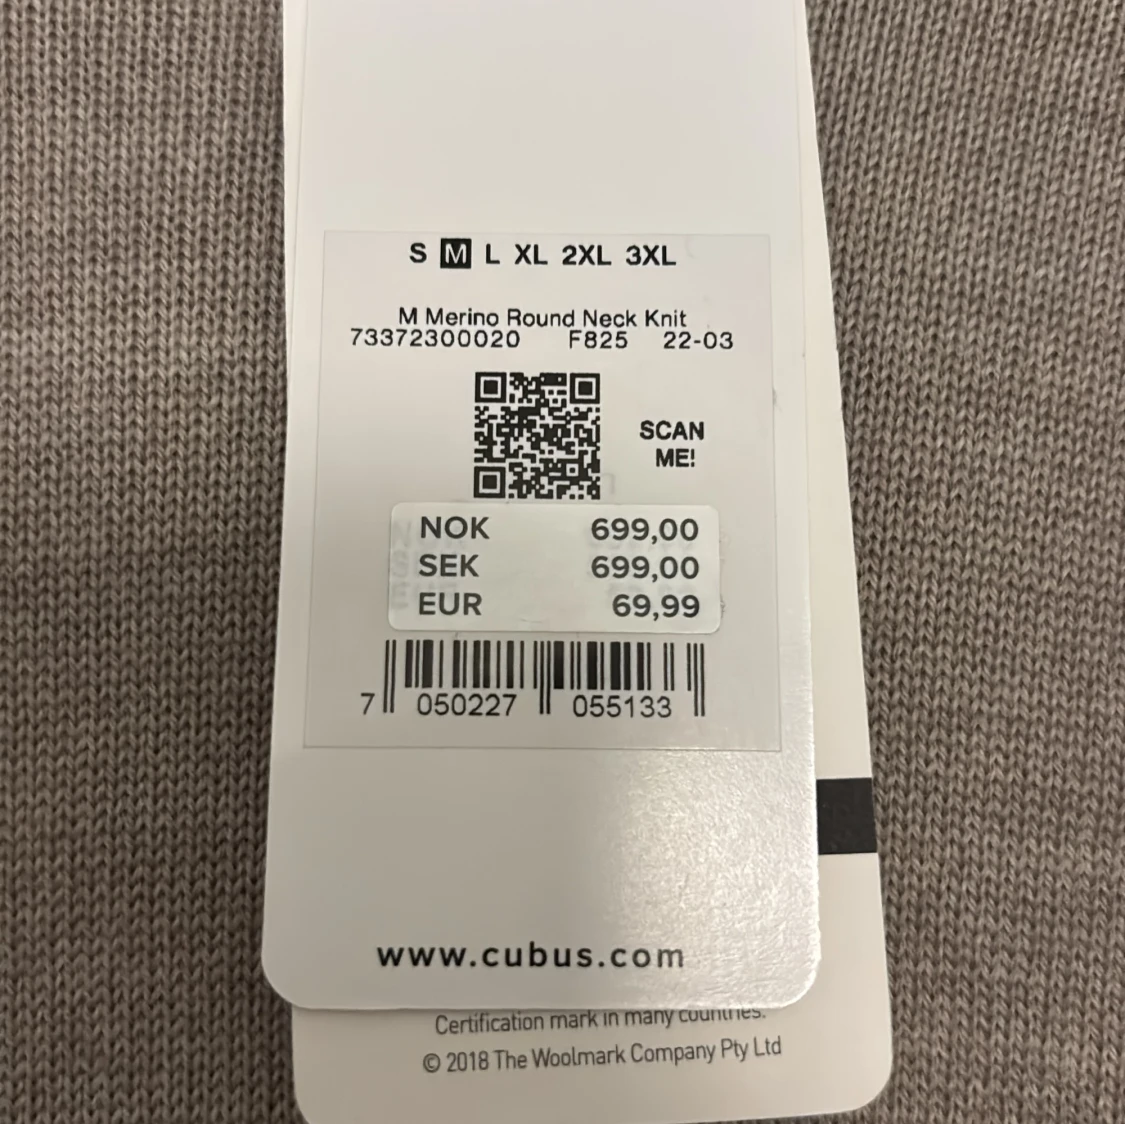 S M L XL 2XL 3XL
M Merino Round Neck Knit
73372300020 F825 22-03
SCAN
ME!
NOK 699,00
SEK 699,00
EUR 69,99
7 050227 055133
www.cubus.com
Certification mark in many countries.
© 2018 The Woolmark Company Pty Ltd